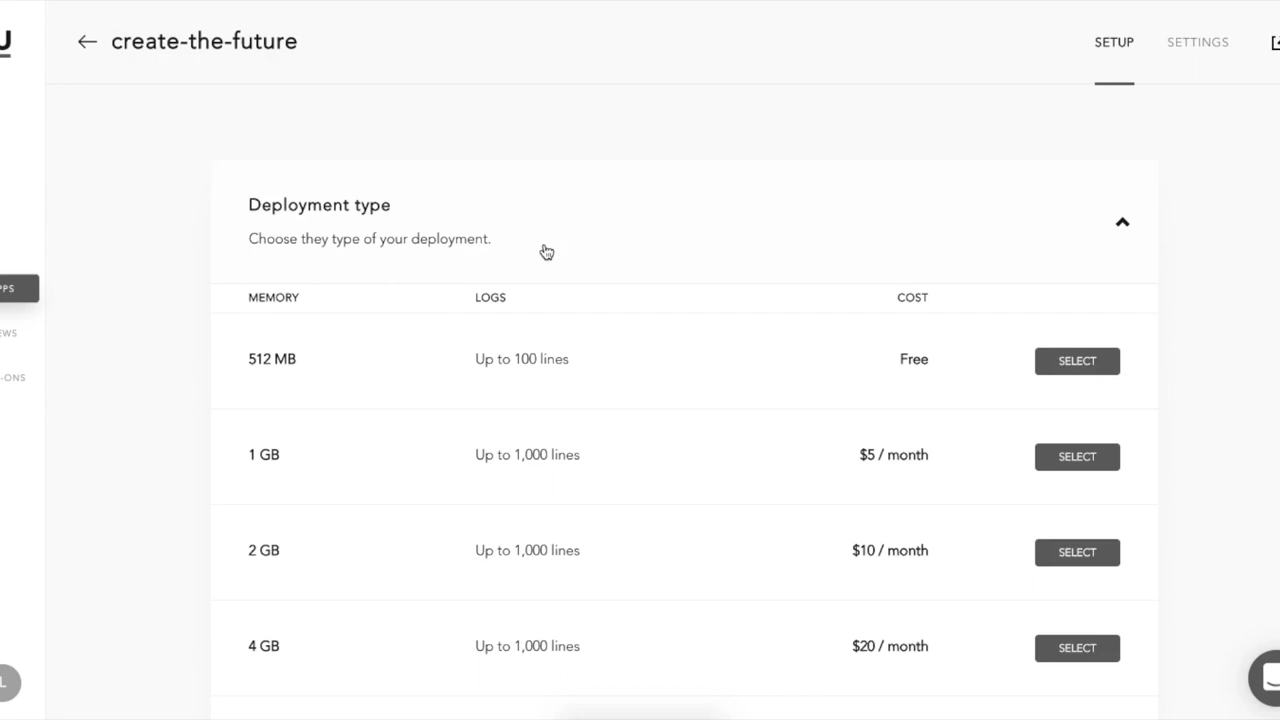 create-the-future
SETUP
SETTINGS
Deployment type
Choose they type of your deployment.
MEMORY LOGS COST
512 MB Up to 100 lines Free SELECT
1 GB Up to 1,000 lines $5 / month SELECT
2 GB Up to 1,000 lines $10 / month SELECT
4 GB Up to 1,000 lines $20 / month SELECT
L